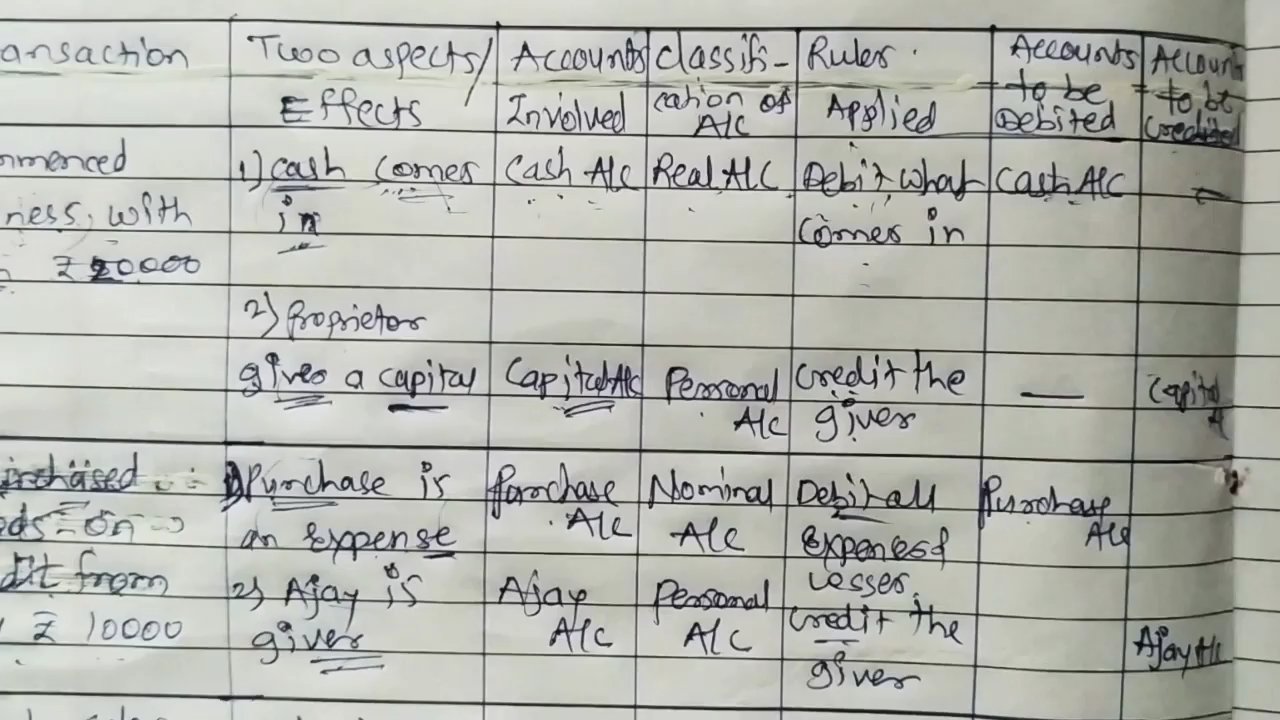 ansaction Two aspects/ Accounts Classifi- Rules Accounts Account
Effects Involved cation of A/c Applied to be Debited to be credited
mmenced 1) cash comes Cash A/c Real A/c Debit what Cash A/c —
ness, with in comes in
₹20000
2) Proprietor
gives a capital Capital A/c Personal A/c credit the giver — Capital A
urchased 1) Purchase is Purchase A/c Nominal A/c Debit all Purchase A/c
ds on an Expense Expenses &
dit from 2) Ajay is Ajay A/c Personal A/c Losses.
₹10000 giver credit the giver Ajay A/c